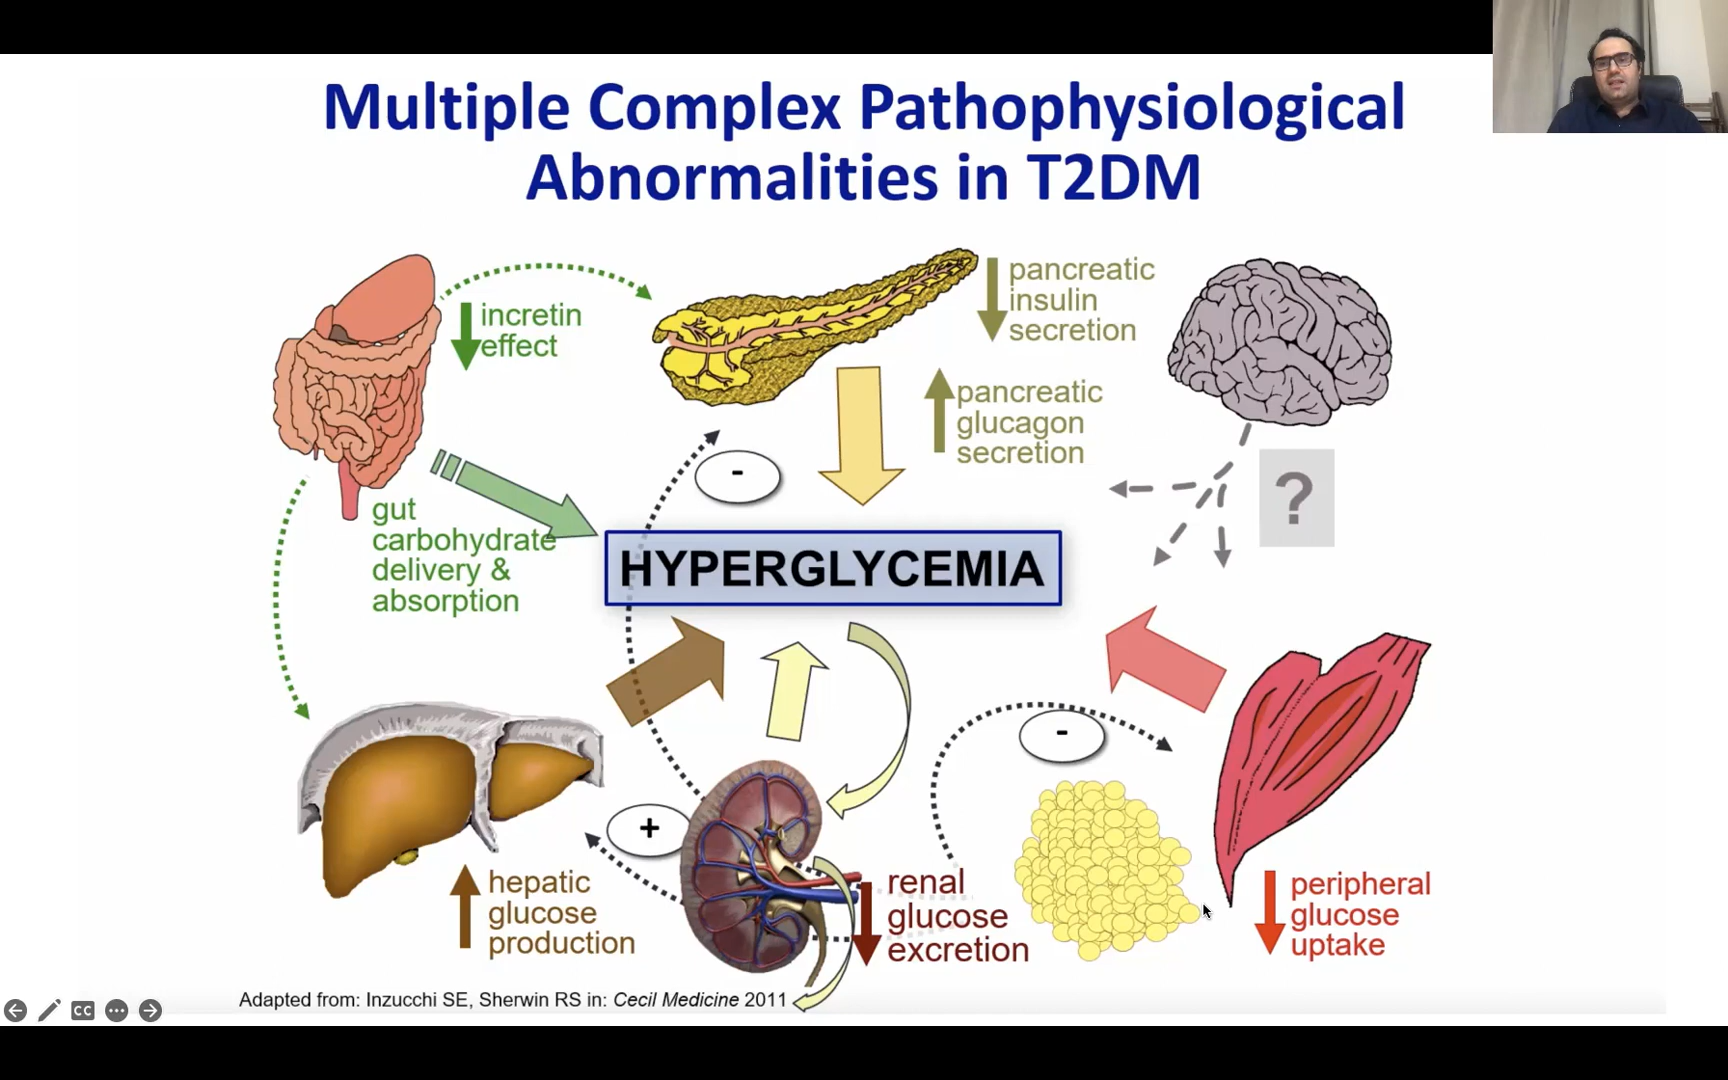 Multiple Complex Pathophysiological
Abnormalities in T2DM
incretin
effect
pancreatic
insulin
secretion
pancreatic
glucagon
secretion
-
?
gut
carbohydrate
delivery &
absorption
HYPERGLYCEMIA
-
+
hepatic
glucose
production
renal
glucose
excretion
peripheral
glucose
uptake
Adapted from: Inzucchi SE, Sherwin RS in: Cecil Medicine 2011
CC